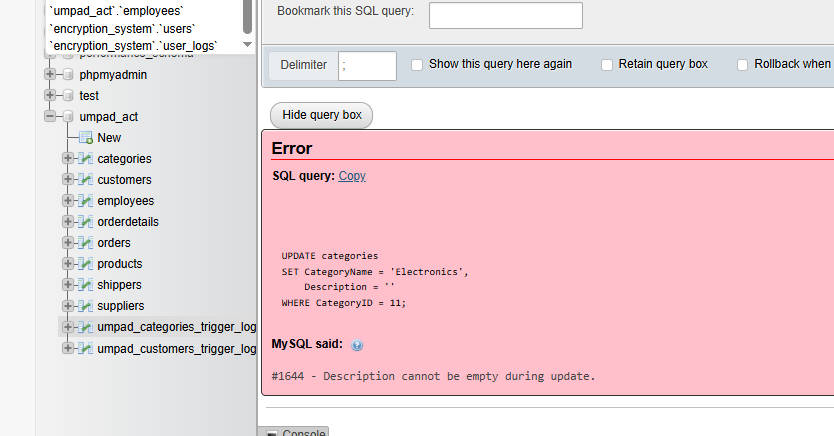 `umpad_act`.`employees`
`encryption_system`.`users`
`encryption_system`.`user_logs`
performance_schema
phpmyadmin
test
umpad_act
New
categories
customers
employees
orderdetails
orders
products
shippers
suppliers
umpad_categories_trigger_log
umpad_customers_trigger_log
Bookmark this SQL query:
Delimiter ; Show this query here again Retain query box Rollback when
Hide query box
Error
SQL query: Copy
UPDATE categories
SET CategoryName = 'Electronics',
Description = ''
WHERE CategoryID = 11;
MySQL said:
#1644 - Description cannot be empty during update.
Console